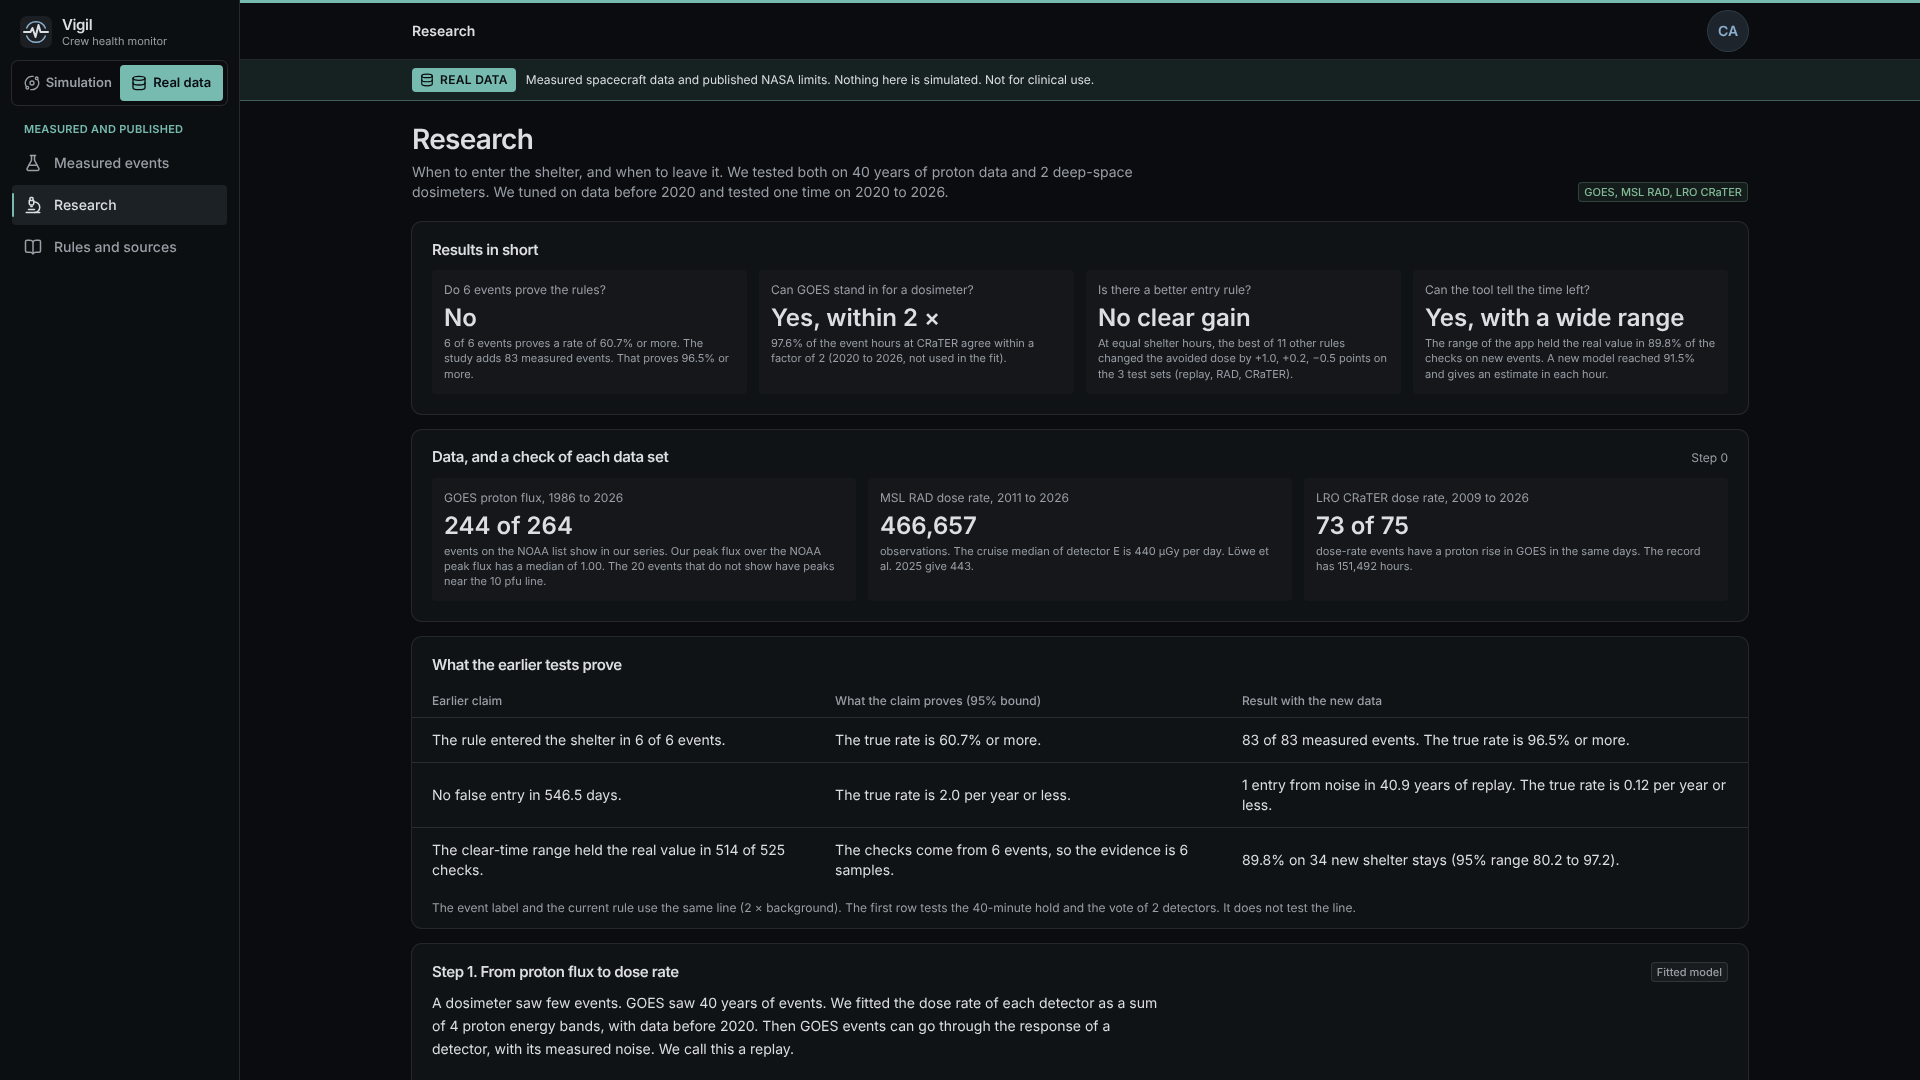 Vigil
Crew health monitor
Simulation
Real data
MEASURED AND PUBLISHED
Measured events
Research
Rules and sources
Research
CA
REAL DATA
Measured spacecraft data and published NASA limits. Nothing here is simulated. Not for clinical use.
Research
When to enter the shelter, and when to leave it. We tested both on 40 years of proton data and 2 deep-space
dosimeters. We tuned on data before 2020 and tested one time on 2020 to 2026.
GOES, MSL RAD, LRO CRaTER
Results in short
Do 6 events prove the rules?
No
6 of 6 events proves a rate of 60.7% or more. The
study adds 83 measured events. That proves 96.5% or
more.
Can GOES stand in for a dosimeter?
Yes, within 2 ×
97.6% of the event hours at CRaTER agree within a
factor of 2 (2020 to 2026, not used in the fit).
Is there a better entry rule?
No clear gain
At equal shelter hours, the best of 11 other rules
changed the avoided dose by +1.0, +0.2, −0.5 points on
the 3 test sets (replay, RAD, CRaTER).
Can the tool tell the time left?
Yes, with a wide range
The range of the app held the real value in 89.8% of the
checks on new events. A new model reached 91.5%
and gives an estimate in each hour.
Data, and a check of each data set
Step 0
GOES proton flux, 1986 to 2026
244 of 264
events on the NOAA list show in our series. Our peak flux over the NOAA
peak flux has a median of 1.00. The 20 events that do not show have peaks
near the 10 pfu line.
MSL RAD dose rate, 2011 to 2026
466,657
observations. The cruise median of detector E is 440 µGy per day. Löwe et
al. 2025 give 443.
LRO CRaTER dose rate, 2009 to 2026
73 of 75
dose-rate events have a proton rise in GOES in the same days. The record
has 151,492 hours.
What the earlier tests prove
Earlier claim
What the claim proves (95% bound)
Result with the new data
The rule entered the shelter in 6 of 6 events.
The true rate is 60.7% or more.
83 of 83 measured events. The true rate is 96.5% or more.
No false entry in 546.5 days.
The true rate is 2.0 per year or less.
1 entry from noise in 40.9 years of replay. The true rate is 0.12 per year or
less.
The clear-time range held the real value in 514 of 525
checks.
The checks come from 6 events, so the evidence is 6
samples.
89.8% on 34 new shelter stays (95% range 80.2 to 97.2).
The event label and the current rule use the same line (2 × background). The first row tests the 40-minute hold and the vote of 2 detectors. It does not test the line.
Step 1. From proton flux to dose rate
Fitted model
A dosimeter saw few events. GOES saw 40 years of events. We fitted the dose rate of each detector as a sum
of 4 proton energy bands, with data before 2020. Then GOES events can go through the response of a
detector, with its measured noise. We call this a replay.